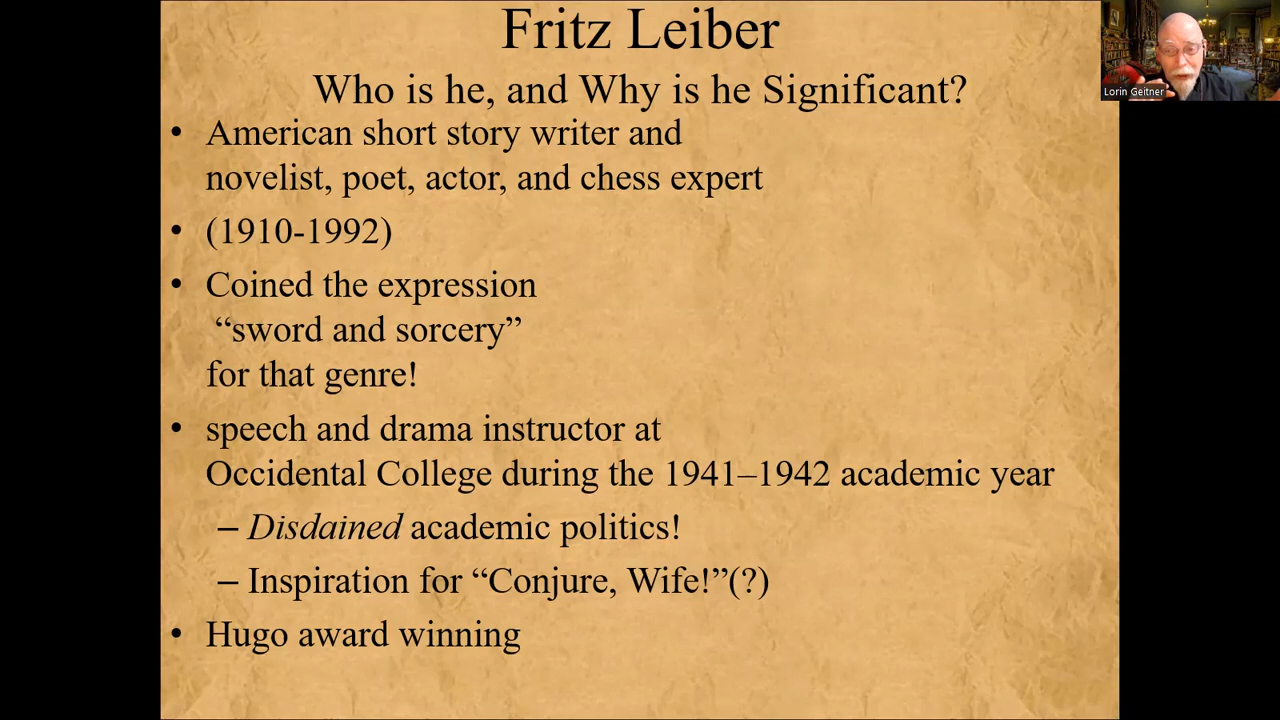 Fritz Leiber
Who is he, and Why is he Significant?
Lorin Geitner
• American short story writer and
novelist, poet, actor, and chess expert
• (1910-1992)
• Coined the expression
“sword and sorcery”
for that genre!
• speech and drama instructor at
Occidental College during the 1941–1942 academic year
– Disdained academic politics!
– Inspiration for “Conjure, Wife!”(?)
• Hugo award winning